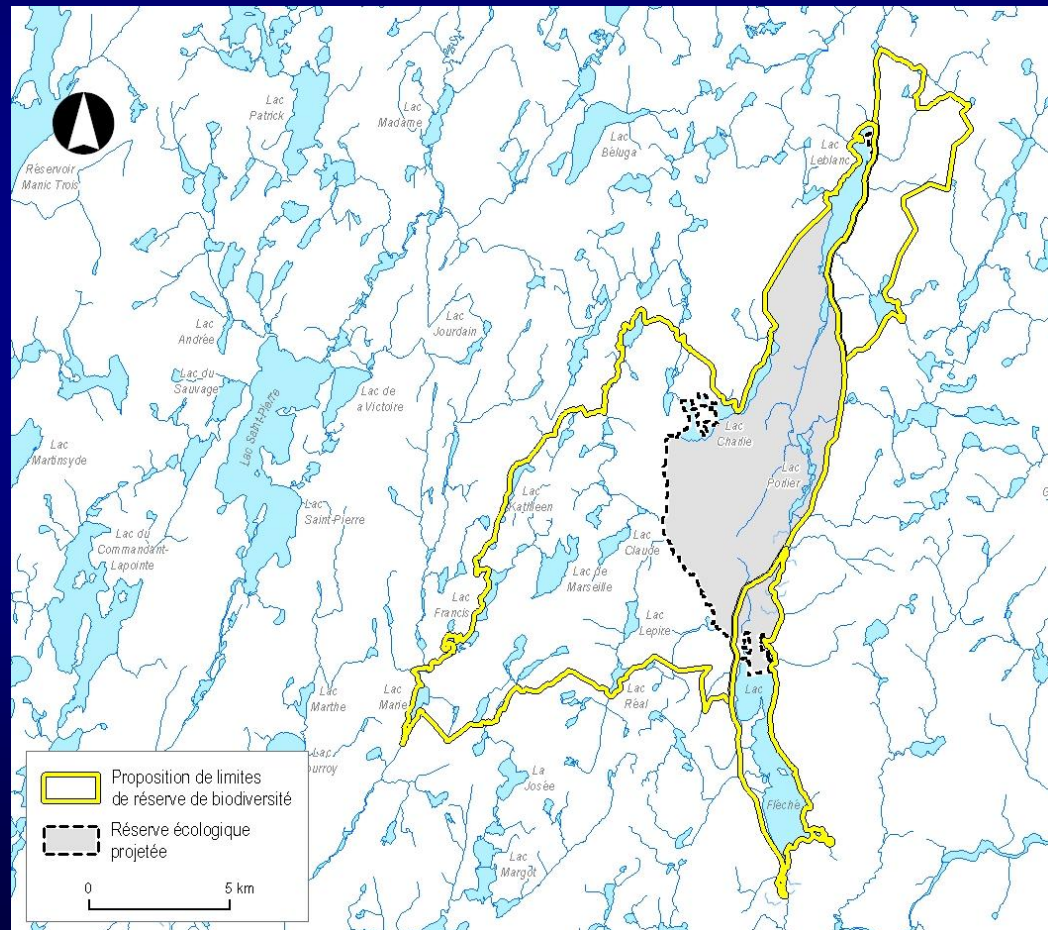 Lac
Patrick
Lac
Madame
Lac
Béluga
Lac
Leblanc
Réservoir
Manic Trois
Lac
Jourdain
Lac
Andrée
Lac du
Sauvage
Lac de
a Victoire
Lac Saint-Pierre
Lac
Charlie
Lac
Martinsyde
Lac
Kathleen
Lac
Portier
Lac
Saint-Pierre
Lac du
Commandant-
Lapointe
Lac
Claude
Lac de
Marseille
Lac
Francis
Lac
Lepire
Lac
Marthe
Lac
Marie
Lac
Réal
Lac
Flèche
Lac
ourroy
La
Josée
Lac
Margot
Proposition de limites
de réserve de biodiversité
Réserve écologique
projetée
0 5 km